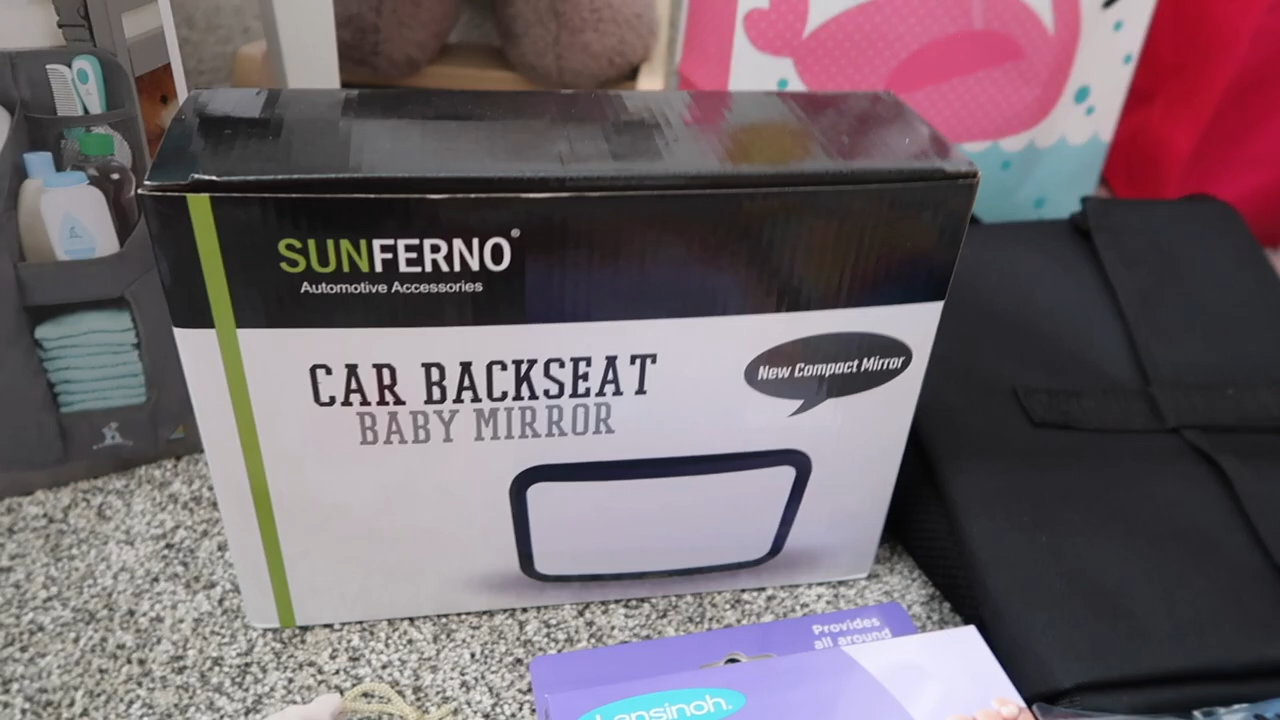 SUNFERNO®
Automotive Accessories
CAR BACKSEAT
BABY MIRROR
New Compact Mirror
Provides
all around
Lansinoh®